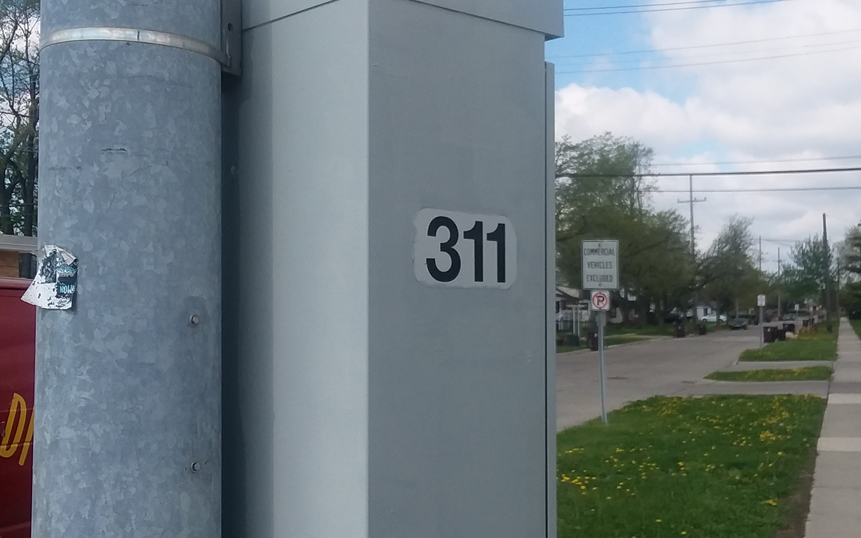 311
COMMERCIAL
VEHICLES
EXCLUDED
P